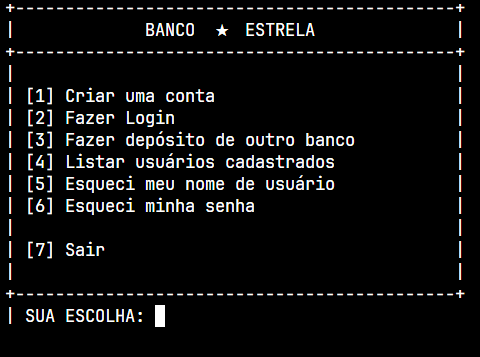 BANCO ★ ESTRELA
[1] Criar uma conta
[2] Fazer Login
[3] Fazer depósito de outro banco
[4] Listar usuários cadastrados
[5] Esqueci meu nome de usuário
[6] Esqueci minha senha
[7] Sair
SUA ESCOLHA: